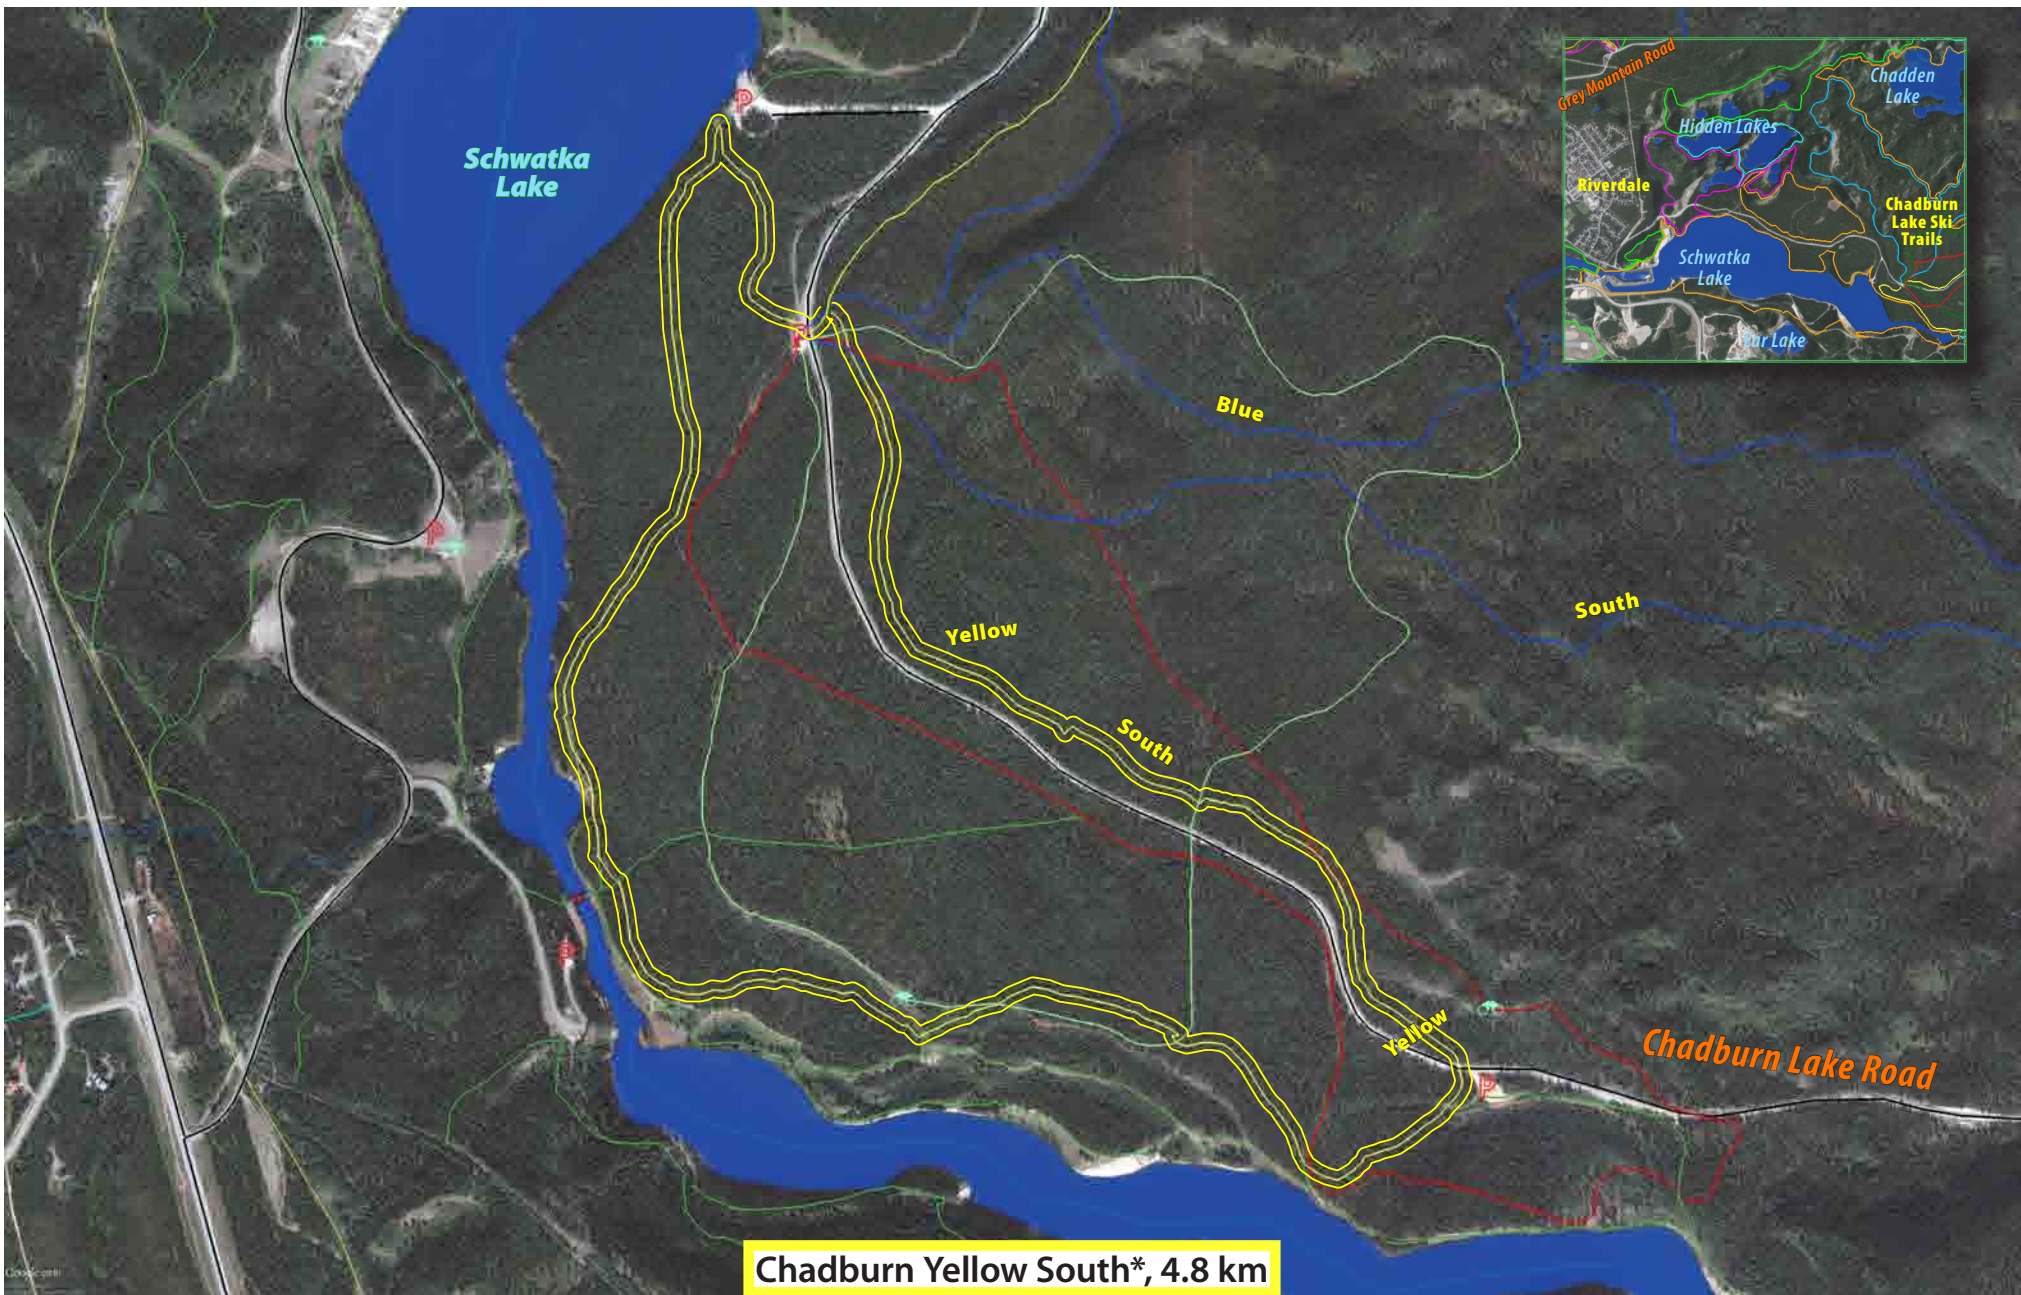 Schwatka
Lake
Grey Mountain Road
Chadden
Lake
Hidden Lakes
Riverdale
Chadburn
Lake Ski
Trails
Schwatka
Lake
Blue
South
Yellow
South
Yellow
Chadburn Lake Road
P
P
P
P
P
Chadburn Yellow South*, 4.8 km